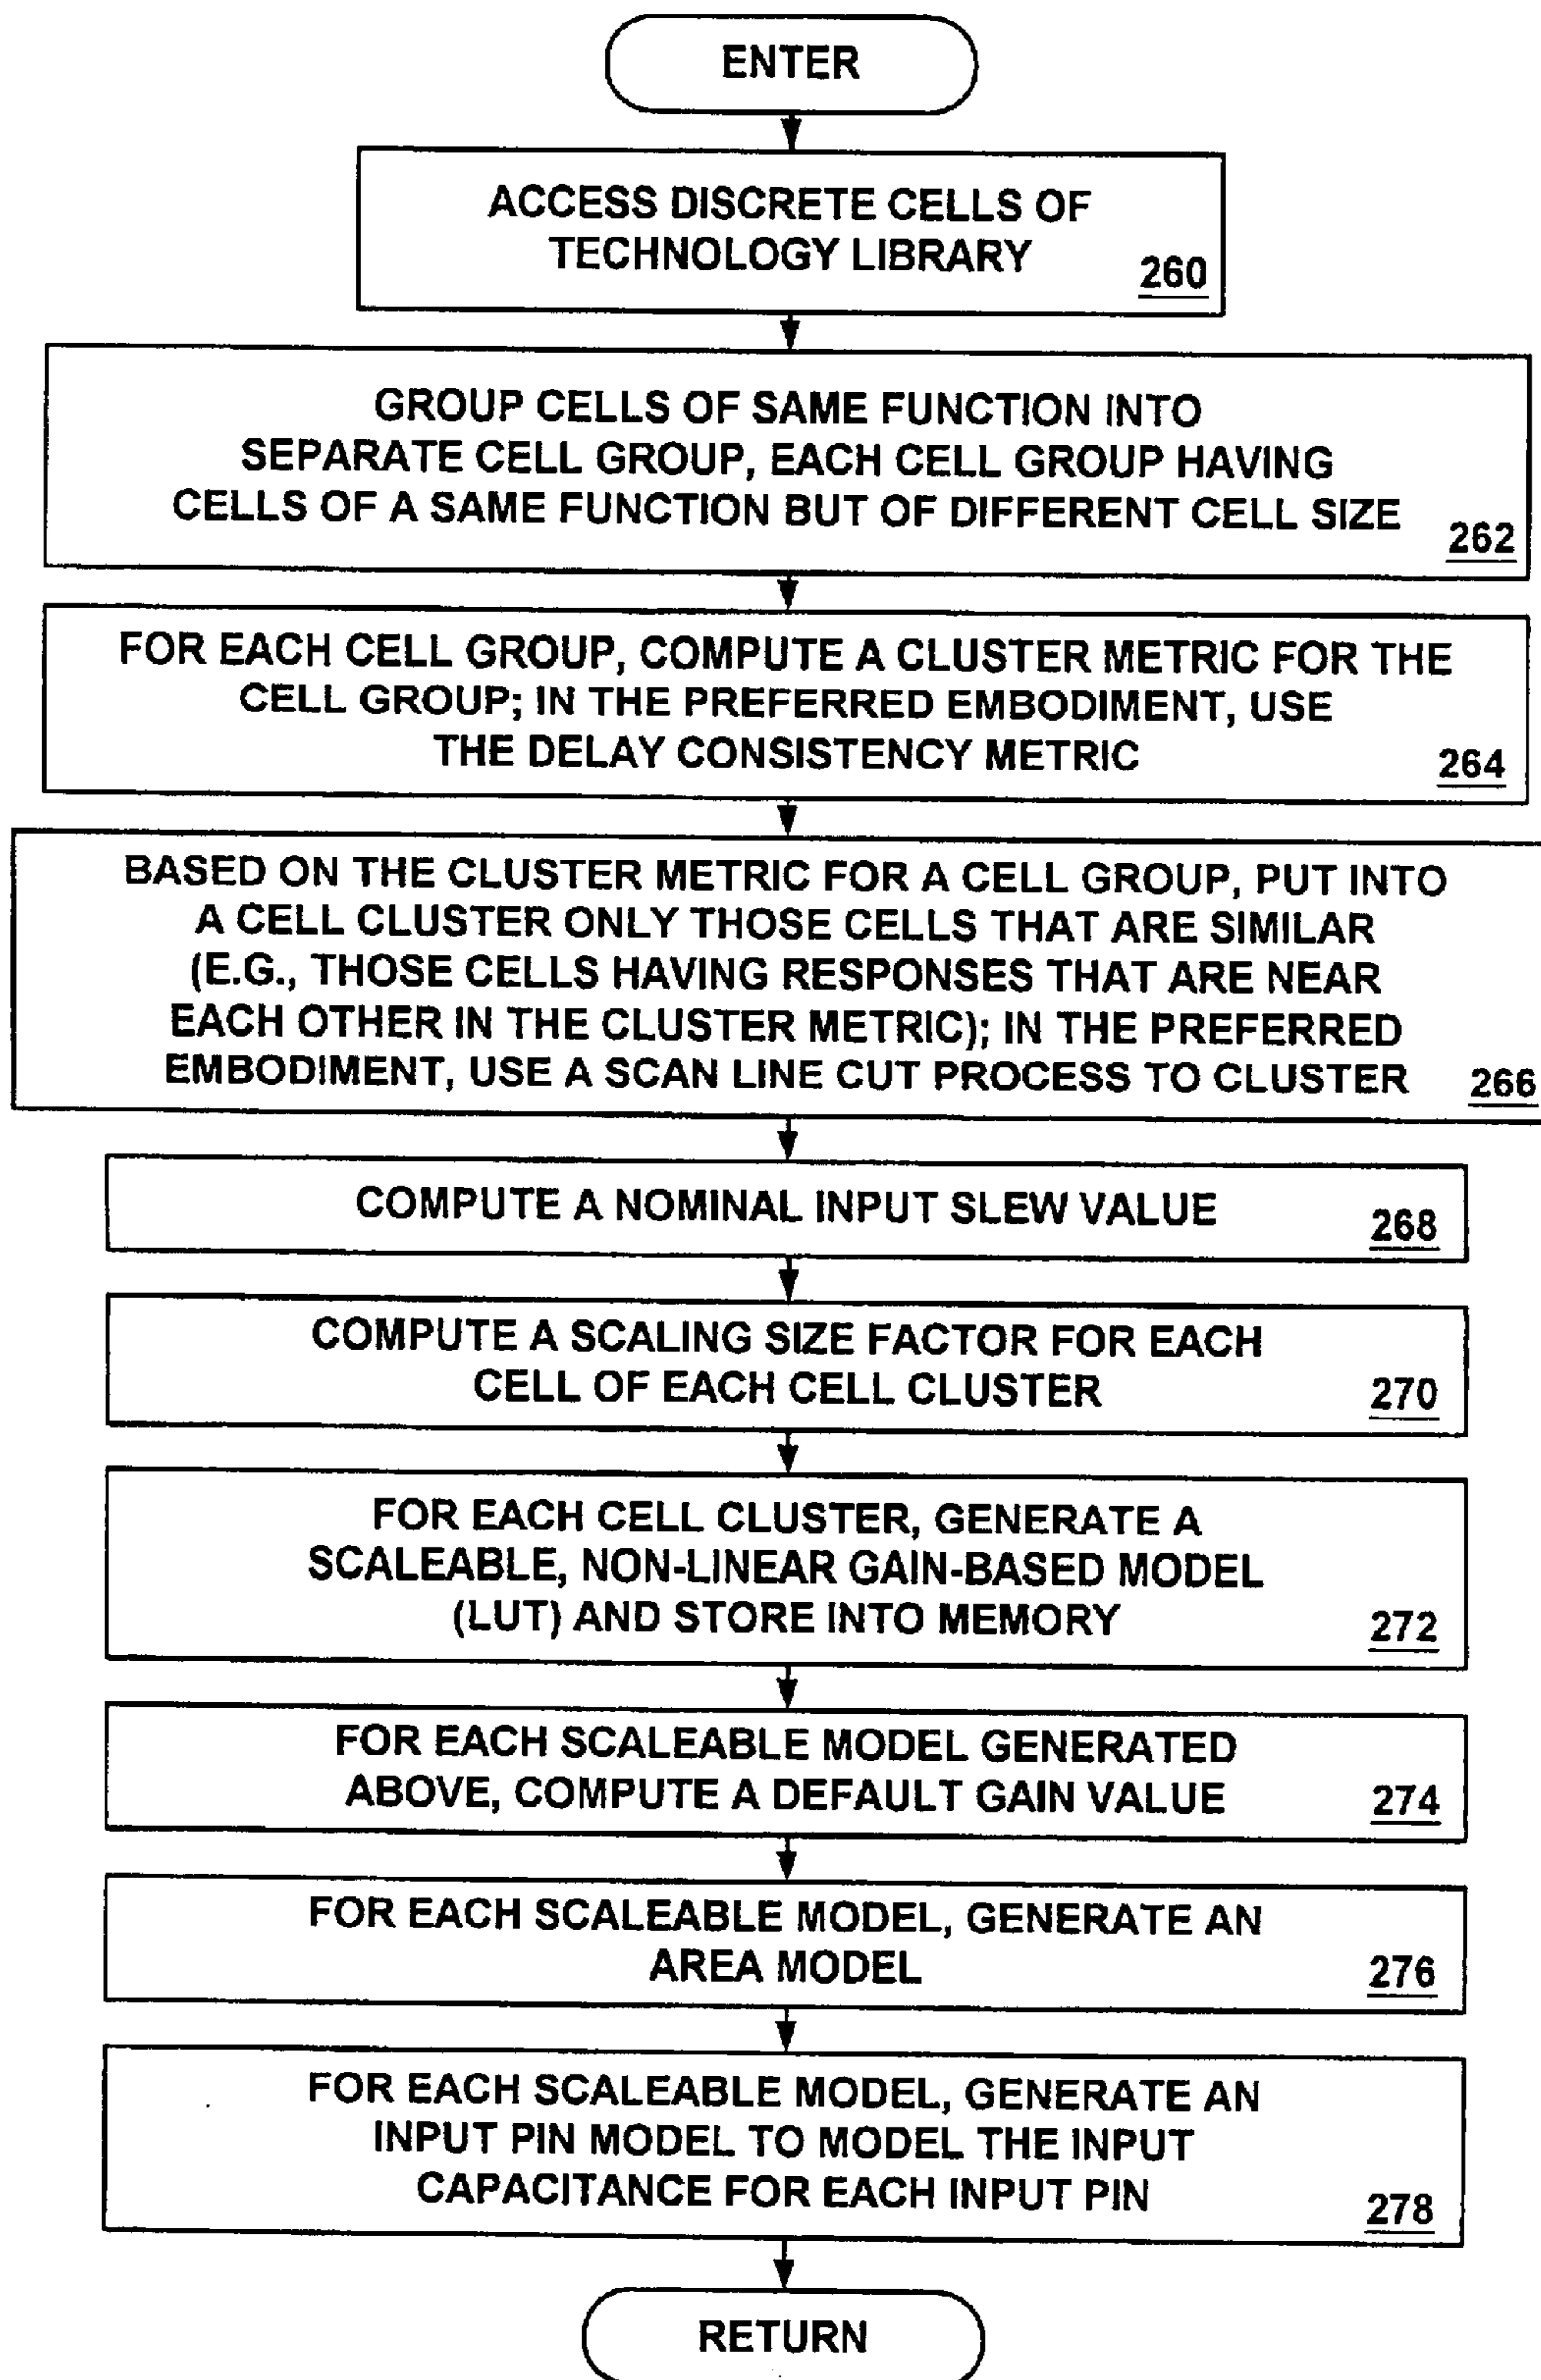 ENTER
ACCESS DISCRETE CELLS OF
TECHNOLOGY LIBRARY
260
GROUP CELLS OF SAME FUNCTION INTO
SEPARATE CELL GROUP, EACH CELL GROUP HAVING
CELLS OF A SAME FUNCTION BUT OF DIFFERENT CELL SIZE
262
FOR EACH CELL GROUP, COMPUTE A CLUSTER METRIC FOR THE
CELL GROUP; IN THE PREFERRED EMBODIMENT, USE
THE DELAY CONSISTENCY METRIC
264
BASED ON THE CLUSTER METRIC FOR A CELL GROUP, PUT INTO
A CELL CLUSTER ONLY THOSE CELLS THAT ARE SIMILAR
(E.G., THOSE CELLS HAVING RESPONSES THAT ARE NEAR
EACH OTHER IN THE CLUSTER METRIC); IN THE PREFERRED
EMBODIMENT, USE A SCAN LINE CUT PROCESS TO CLUSTER
266
COMPUTE A NOMINAL INPUT SLEW VALUE
268
COMPUTE A SCALING SIZE FACTOR FOR EACH
CELL OF EACH CELL CLUSTER
270
FOR EACH CELL CLUSTER, GENERATE A
SCALEABLE, NON-LINEAR GAIN-BASED MODEL
(LUT) AND STORE INTO MEMORY
272
FOR EACH SCALEABLE MODEL GENERATED
ABOVE, COMPUTE A DEFAULT GAIN VALUE
274
FOR EACH SCALEABLE MODEL, GENERATE AN
AREA MODEL
276
FOR EACH SCALEABLE MODEL, GENERATE AN
INPUT PIN MODEL TO MODEL THE INPUT
CAPACITANCE FOR EACH INPUT PIN
278
RETURN